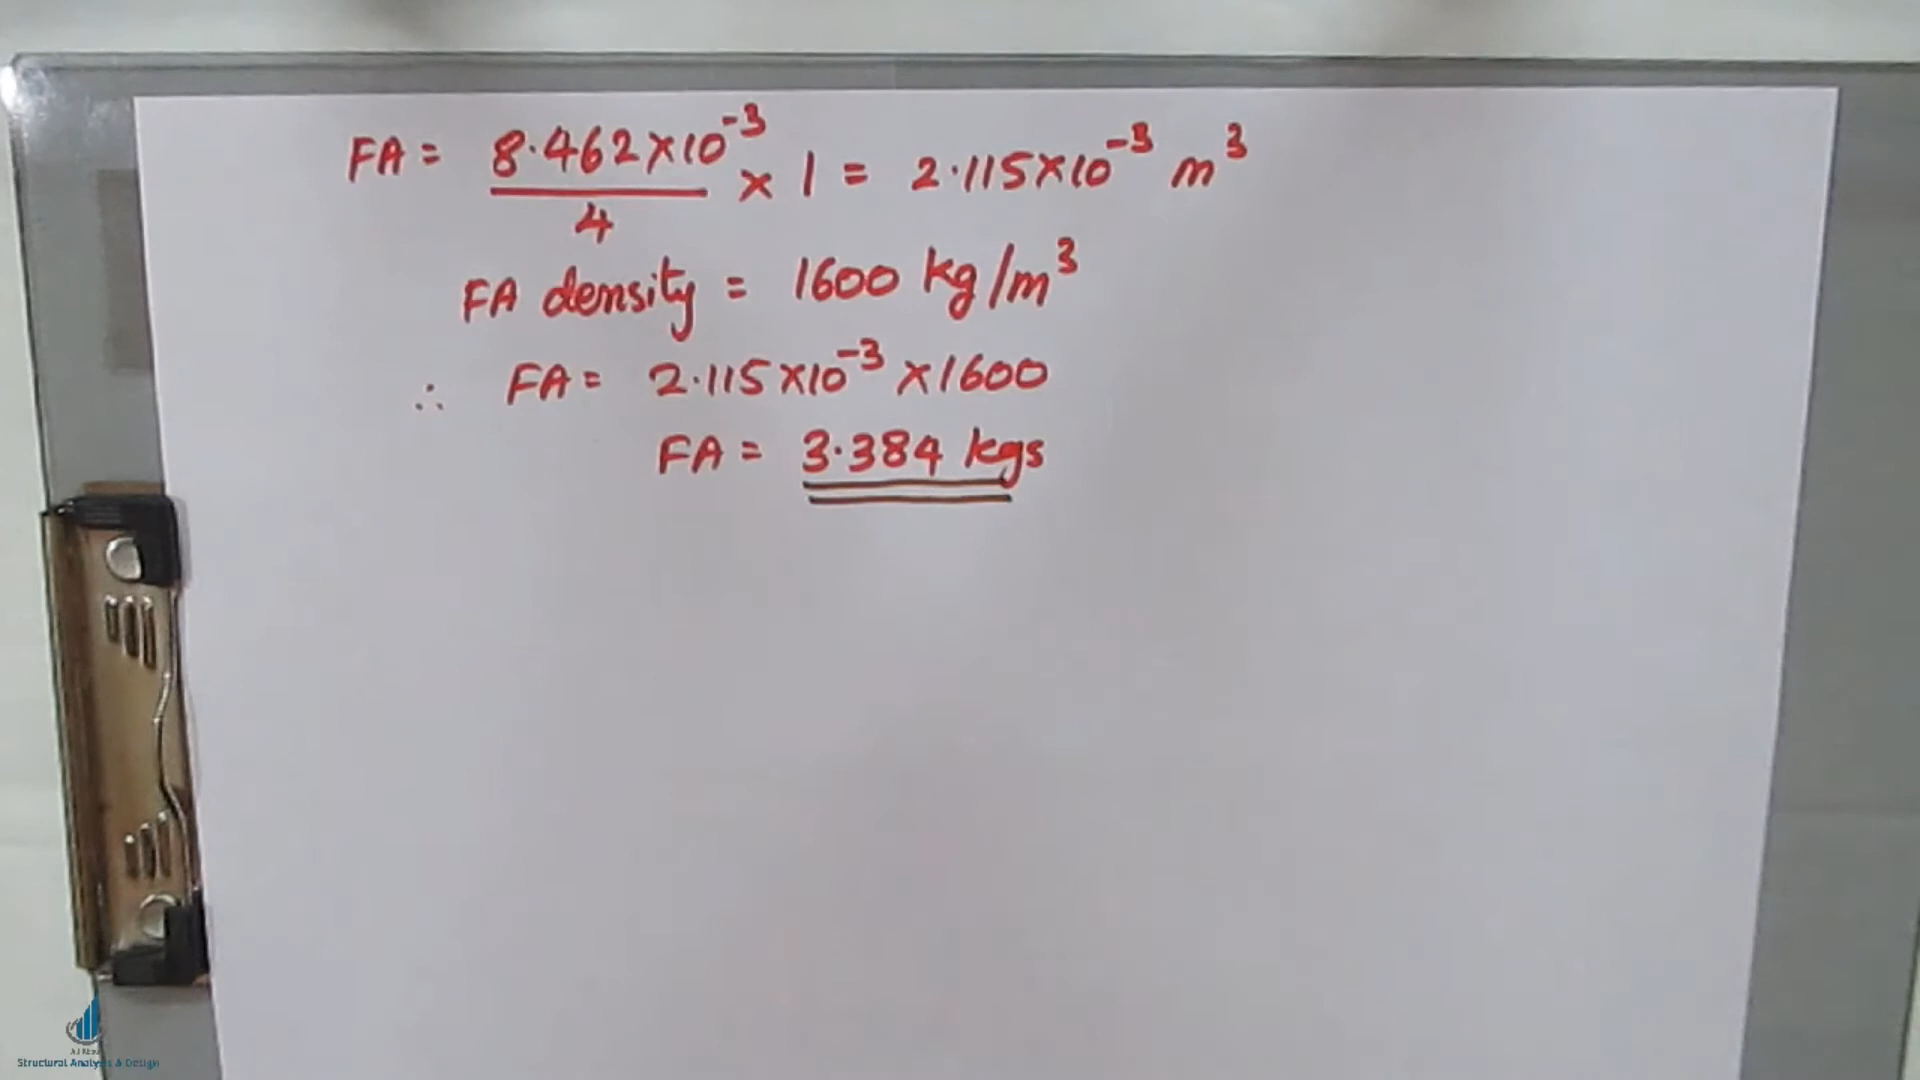 FA = 8.462×10⁻³ / 4 × 1 = 2.115×10⁻³ m³
FA density = 1600 kg/m³
∴ FA = 2.115×10⁻³ ×1600
FA = 3.384 kgs
Structural Analysis & Design